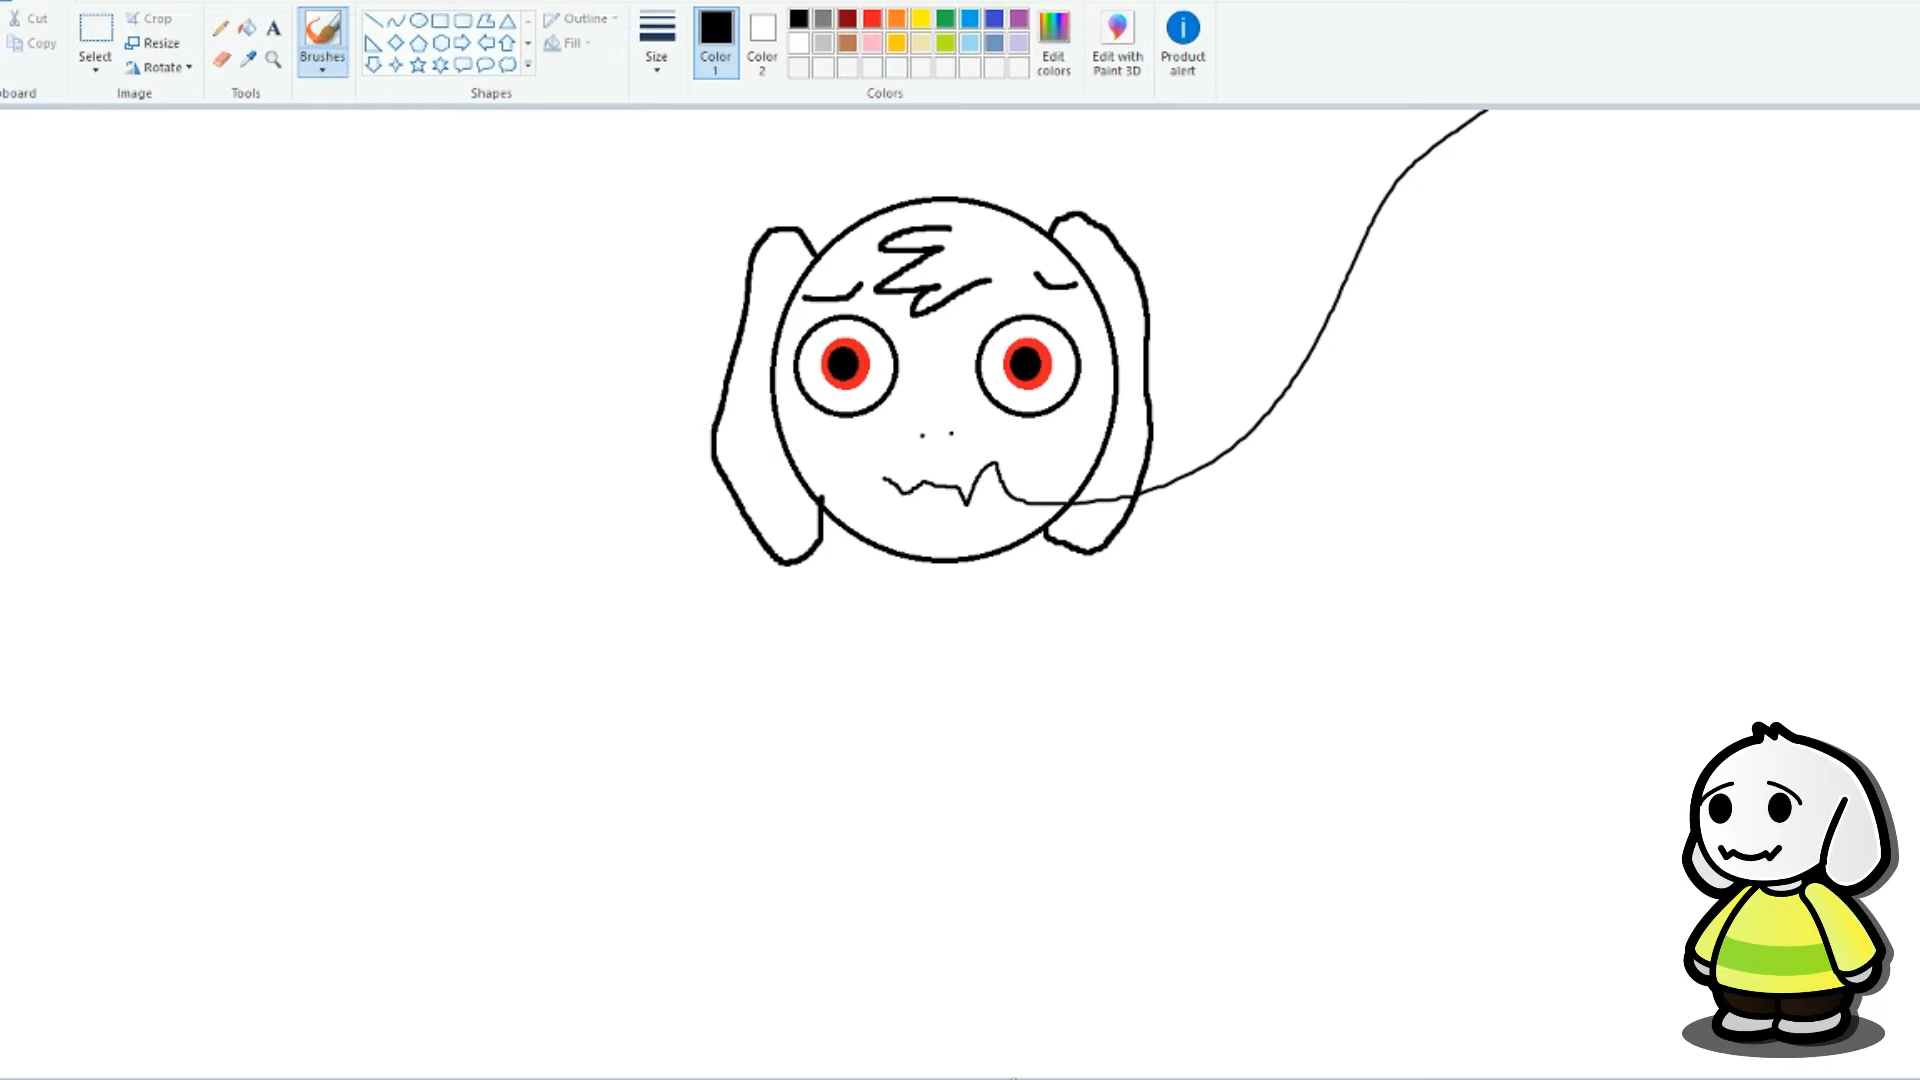 Cut
Copy
Select
Crop
Resize
Rotate
A
Brushes
Outline
Fill
Size
Color 1
Color 2
Edit colors
Edit with Paint 3D
Product alert
board
Image
Tools
Shapes
Colors